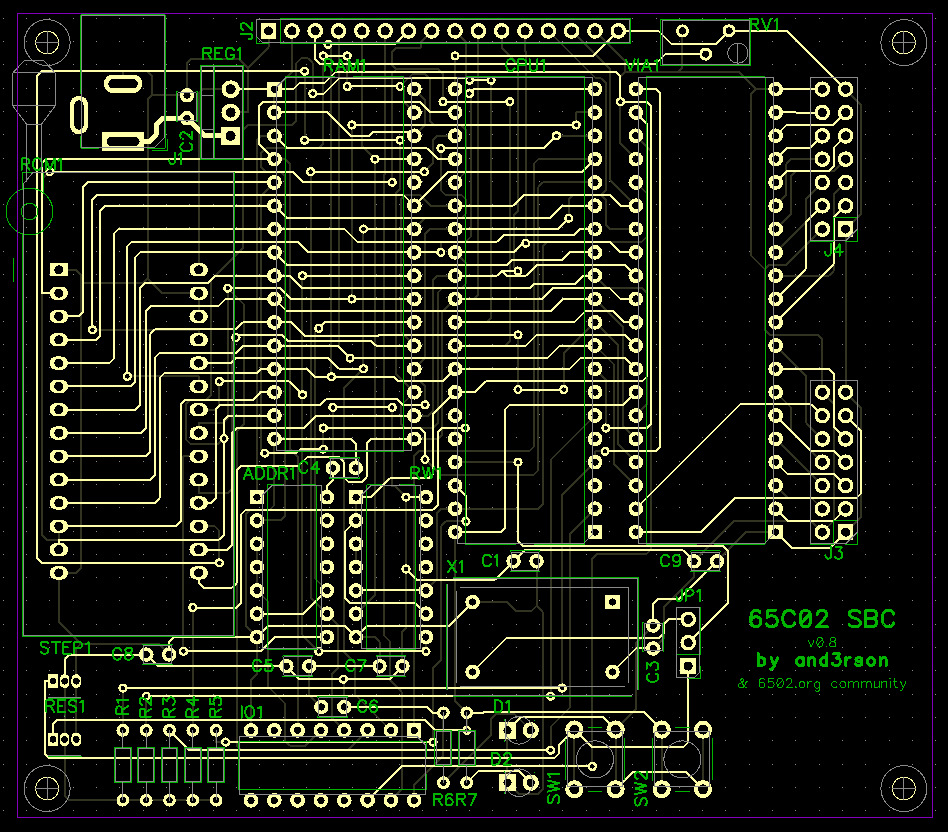 J2
RV1
REG1
RAM1
CPU1
VIA1
C2
J1
ROM1
J4
ADDR1
C4
RW1
J3
X1
C1
C9
JP1
65C02 SBC
v0.8
by and3rson
& 6502.org community
STEP1
C8
C5
C7
C3
RES1
R1
R2
R3
R4
R5
IO1
C6
D1
D2
R6
R7
SW1
SW2